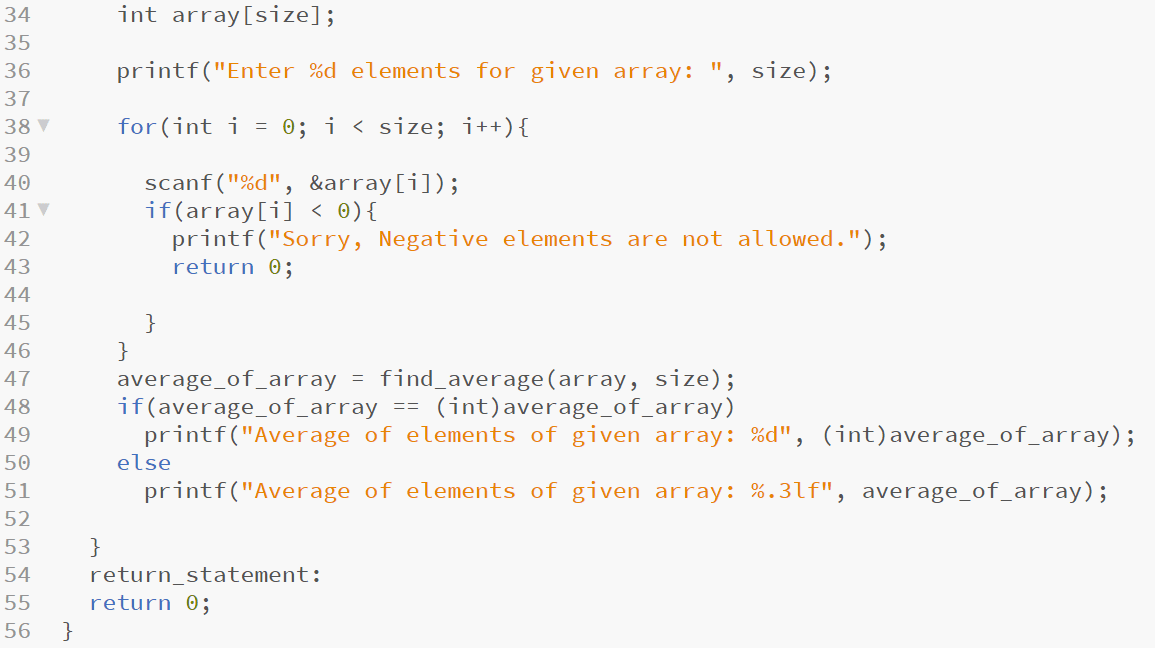 34 int array[size];
35
36 printf("Enter %d elements for given array: ", size);
37
38 for(int i = 0; i < size; i++){
39
40 scanf("%d", &array[i]);
41 if(array[i] < 0){
42 printf("Sorry, Negative elements are not allowed.");
43 return 0;
44
45 }
46 }
47 average_of_array = find_average(array, size);
48 if(average_of_array == (int)average_of_array)
49 printf("Average of elements of given array: %d", (int)average_of_array);
50 else
51 printf("Average of elements of given array: %.3lf", average_of_array);
52
53 }
54 return_statement:
55 return 0;
56 }